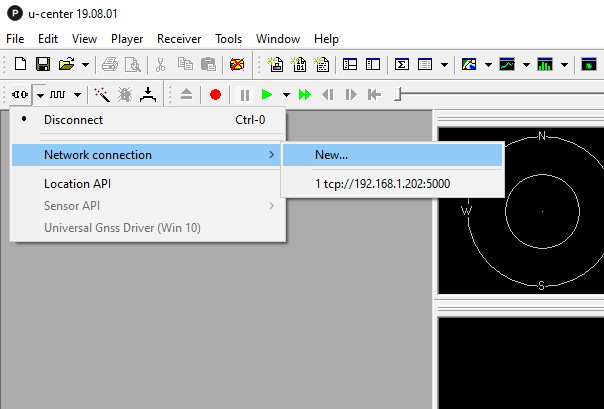 u-center 19.08.01
File Edit View Player Receiver Tools Window Help
Disconnect Ctrl-0
Network connection
New...
Location API
1 tcp://192.168.1.202:5000
Sensor API
Universal Gnss Driver (Win 10)
N
W
S